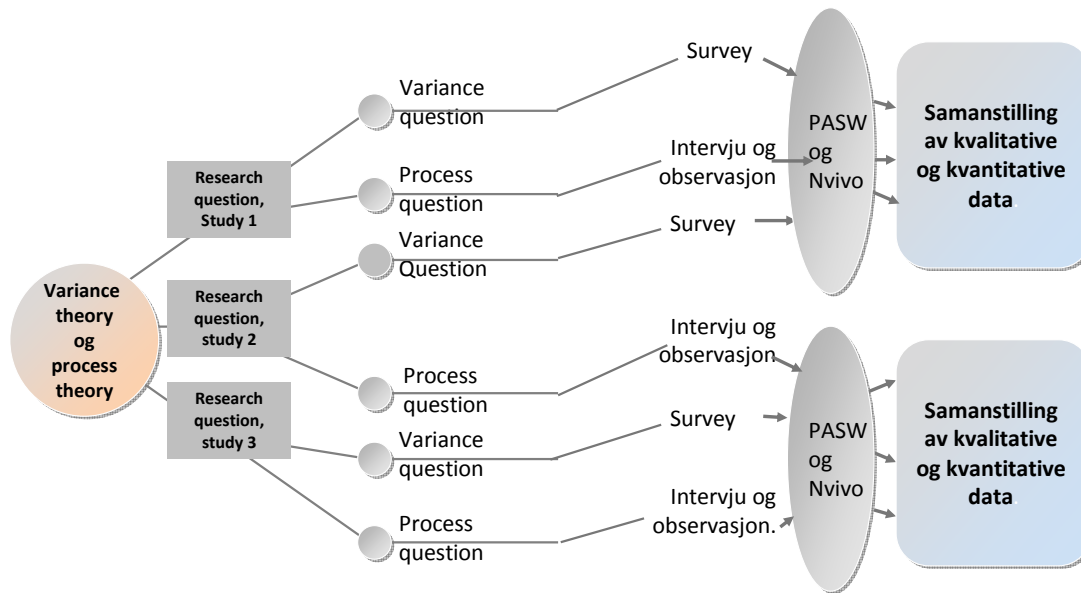 Variance
theory
og
process
theory
Research
question,
Study 1
Research
question,
study 2
Research
question,
study 3
Variance
question
Process
question
Variance
Question
Process
question
Variance
question
Process
question
Survey
Intervju og
observasjon
Survey
Intervju og
observasjon
Survey
Intervju og
observasjon.
PASW
og
Nvivo
PASW
og
Nvivo
Samanstilling
av kvalitative
og kvantitative
data.
Samanstilling
av kvalitative
og kvantitative
data